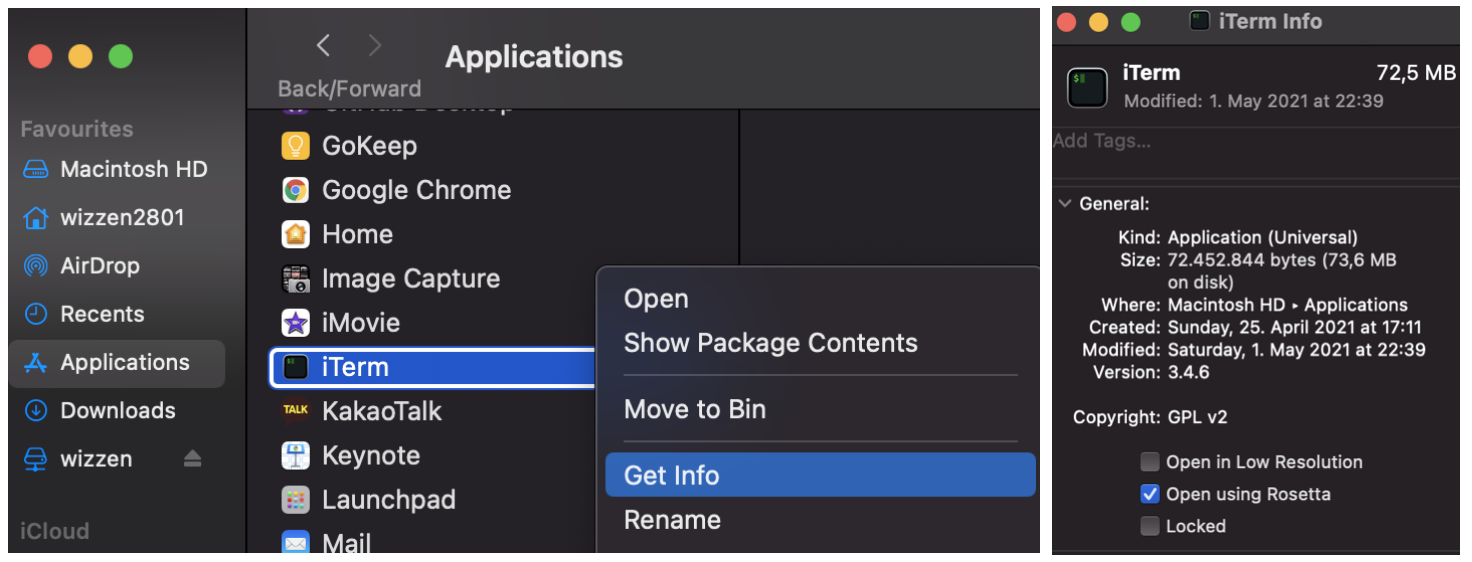 Applications
Back/Forward
Favourites
Macintosh HD
wizzen2801
AirDrop
Recents
Applications
Downloads
wizzen
iCloud
GitHub Desktop
GoKeep
Google Chrome
Home
Image Capture
iMovie
iTerm
TALK
KakaoTalk
Keynote
Launchpad
Mail
Open
Show Package Contents
Move to Bin
Get Info
Rename
iTerm Info
iTerm 72,5 MB
Modified: 1. May 2021 at 22:39
Add Tags...
General:
Kind: Application (Universal)
Size: 72.452.844 bytes (73,6 MB
on disk)
Where: Macintosh HD ▸ Applications
Created: Sunday, 25. April 2021 at 17:11
Modified: Saturday, 1. May 2021 at 22:39
Version: 3.4.6
Copyright: GPL v2
Open in Low Resolution
Open using Rosetta
Locked